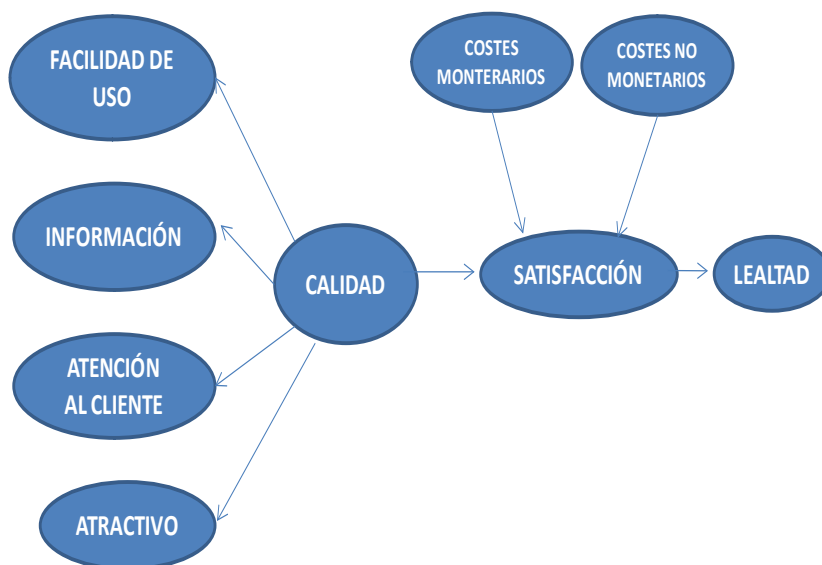 FACILIDAD DE
USO
COSTES
MONTERARIOS
COSTES NO
MONETARIOS
INFORMACIÓN
CALIDAD
SATISFACCIÓN
LEALTAD
ATENCIÓN
AL CLIENTE
ATRACTIVO